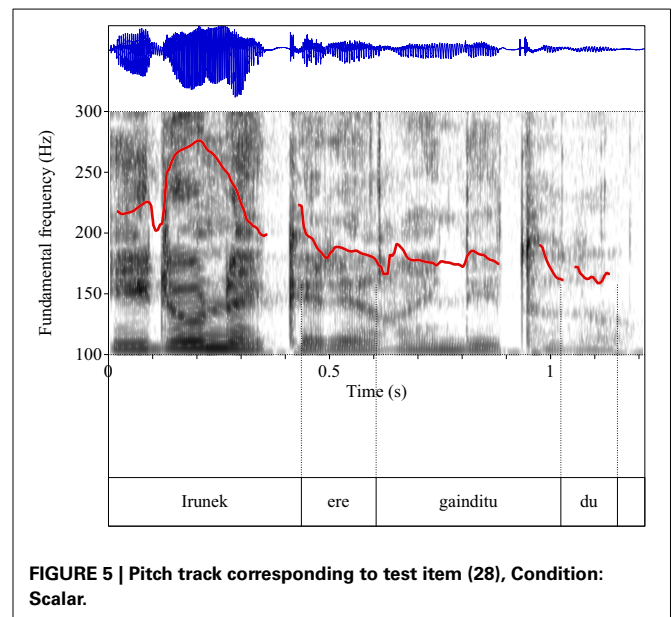 300
250
200
150
100
Fundamental frequency (Hz)
0 0.5 1
Time (s)
Irunek ere gainditu du
FIGURE 5 | Pitch track corresponding to test item (28), Condition:
Scalar.